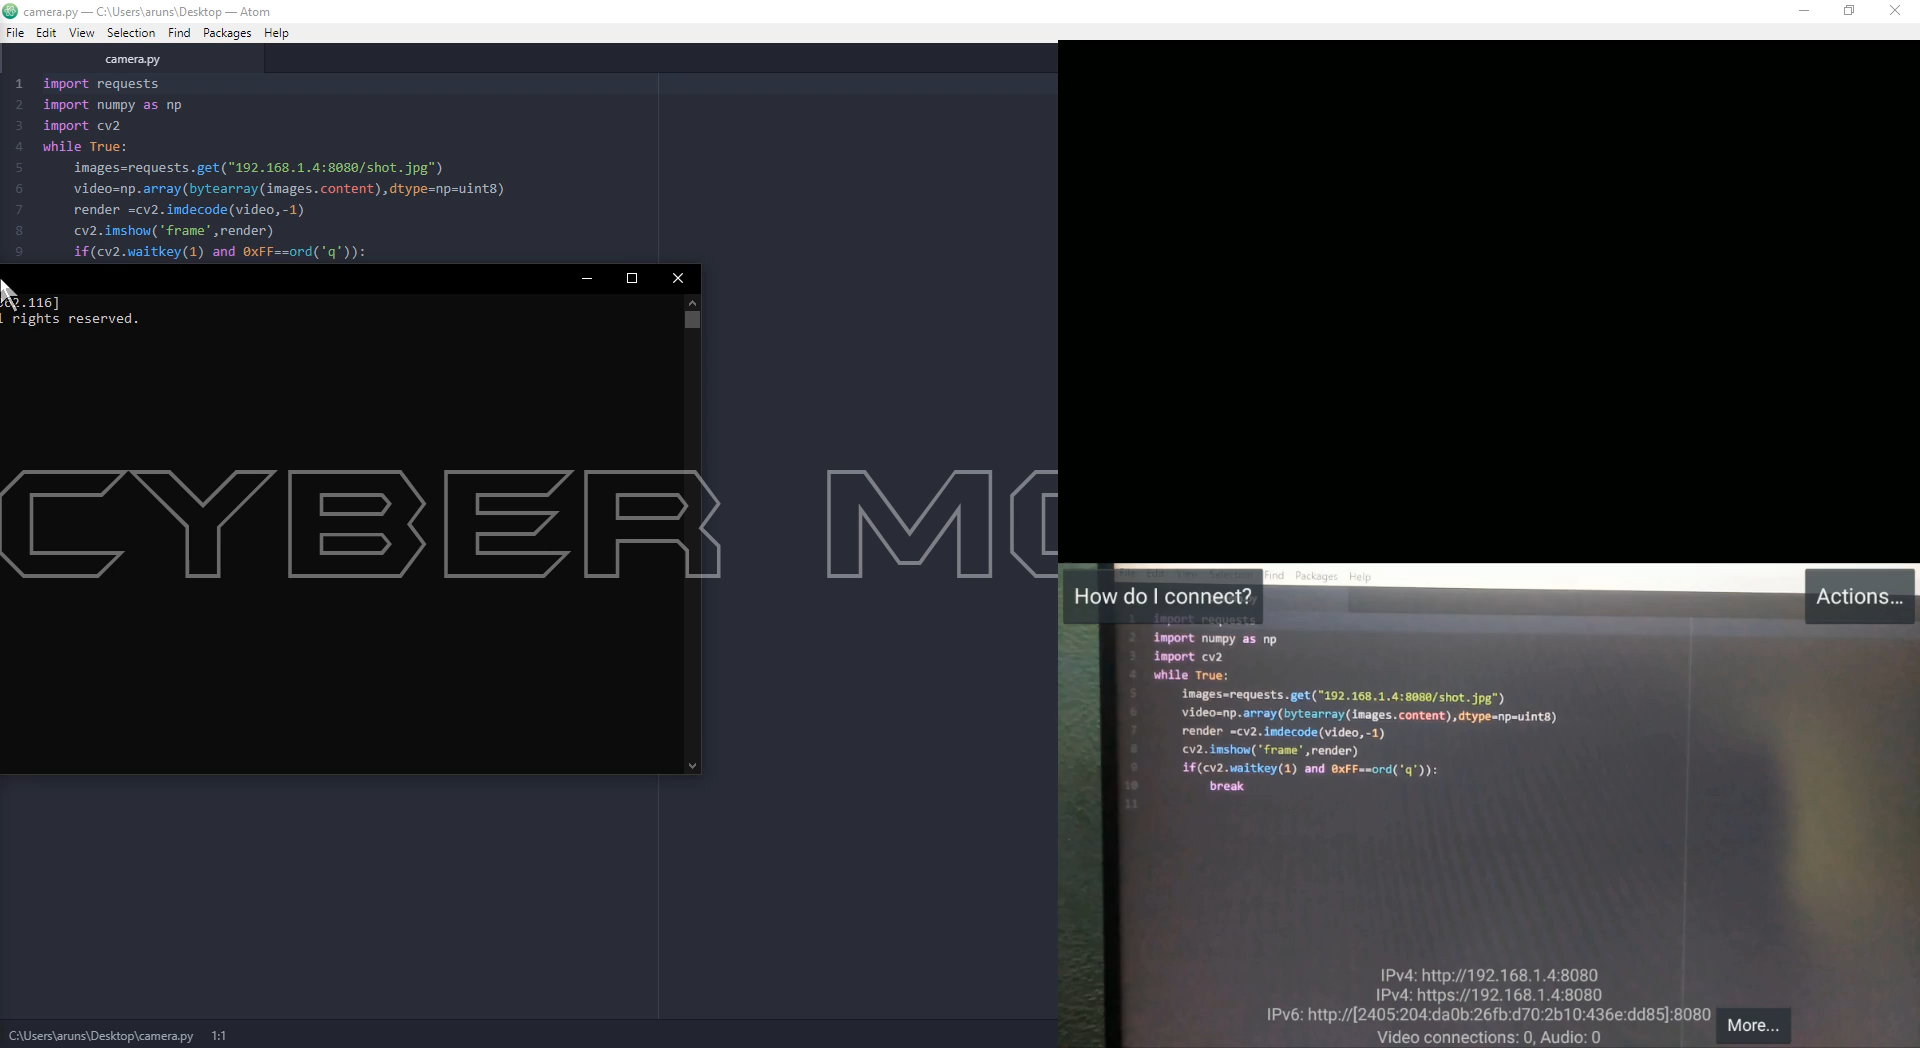 camera.py — C:\Users\aruns\Desktop — Atom
File Edit View Selection Find Packages Help
camera.py
1 import requests
2 import numpy as np
3 import cv2
4 while True:
5 images=requests.get("192.168.1.4:8080/shot.jpg")
6 video=np.array(bytearray(images.content),dtype=np=uint8)
7 render =cv2.imdecode(video,-1)
8 cv2.imshow('frame',render)
9 if(cv2.waitkey(1) and 0xFF==ord('q')):
.116]
rights reserved.
CYBER
C:\Users\aruns\Desktop\camera.py 1:1
Find Packages Help
How do I connect?
Actions...
1 import requests
2 import numpy as np
3 import cv2
4 while True:
5 images=requests.get("192.168.1.4:8080/shot.jpg")
6 video=np.array(bytearray(images.content),dtype=np=uint8)
7 render =cv2.imdecode(video,-1)
8 cv2.imshow('frame',render)
9 if(cv2.waitkey(1) and 0xFF==ord('q')):
10 break
11
IPv4: http://192.168.1.4:8080
IPv4: https://192.168.1.4:8080
IPv6: http://[2405:204:da0b:26fb:d70:2b10:436e:dd85]:8080
More...
Video connections: 0, Audio: 0